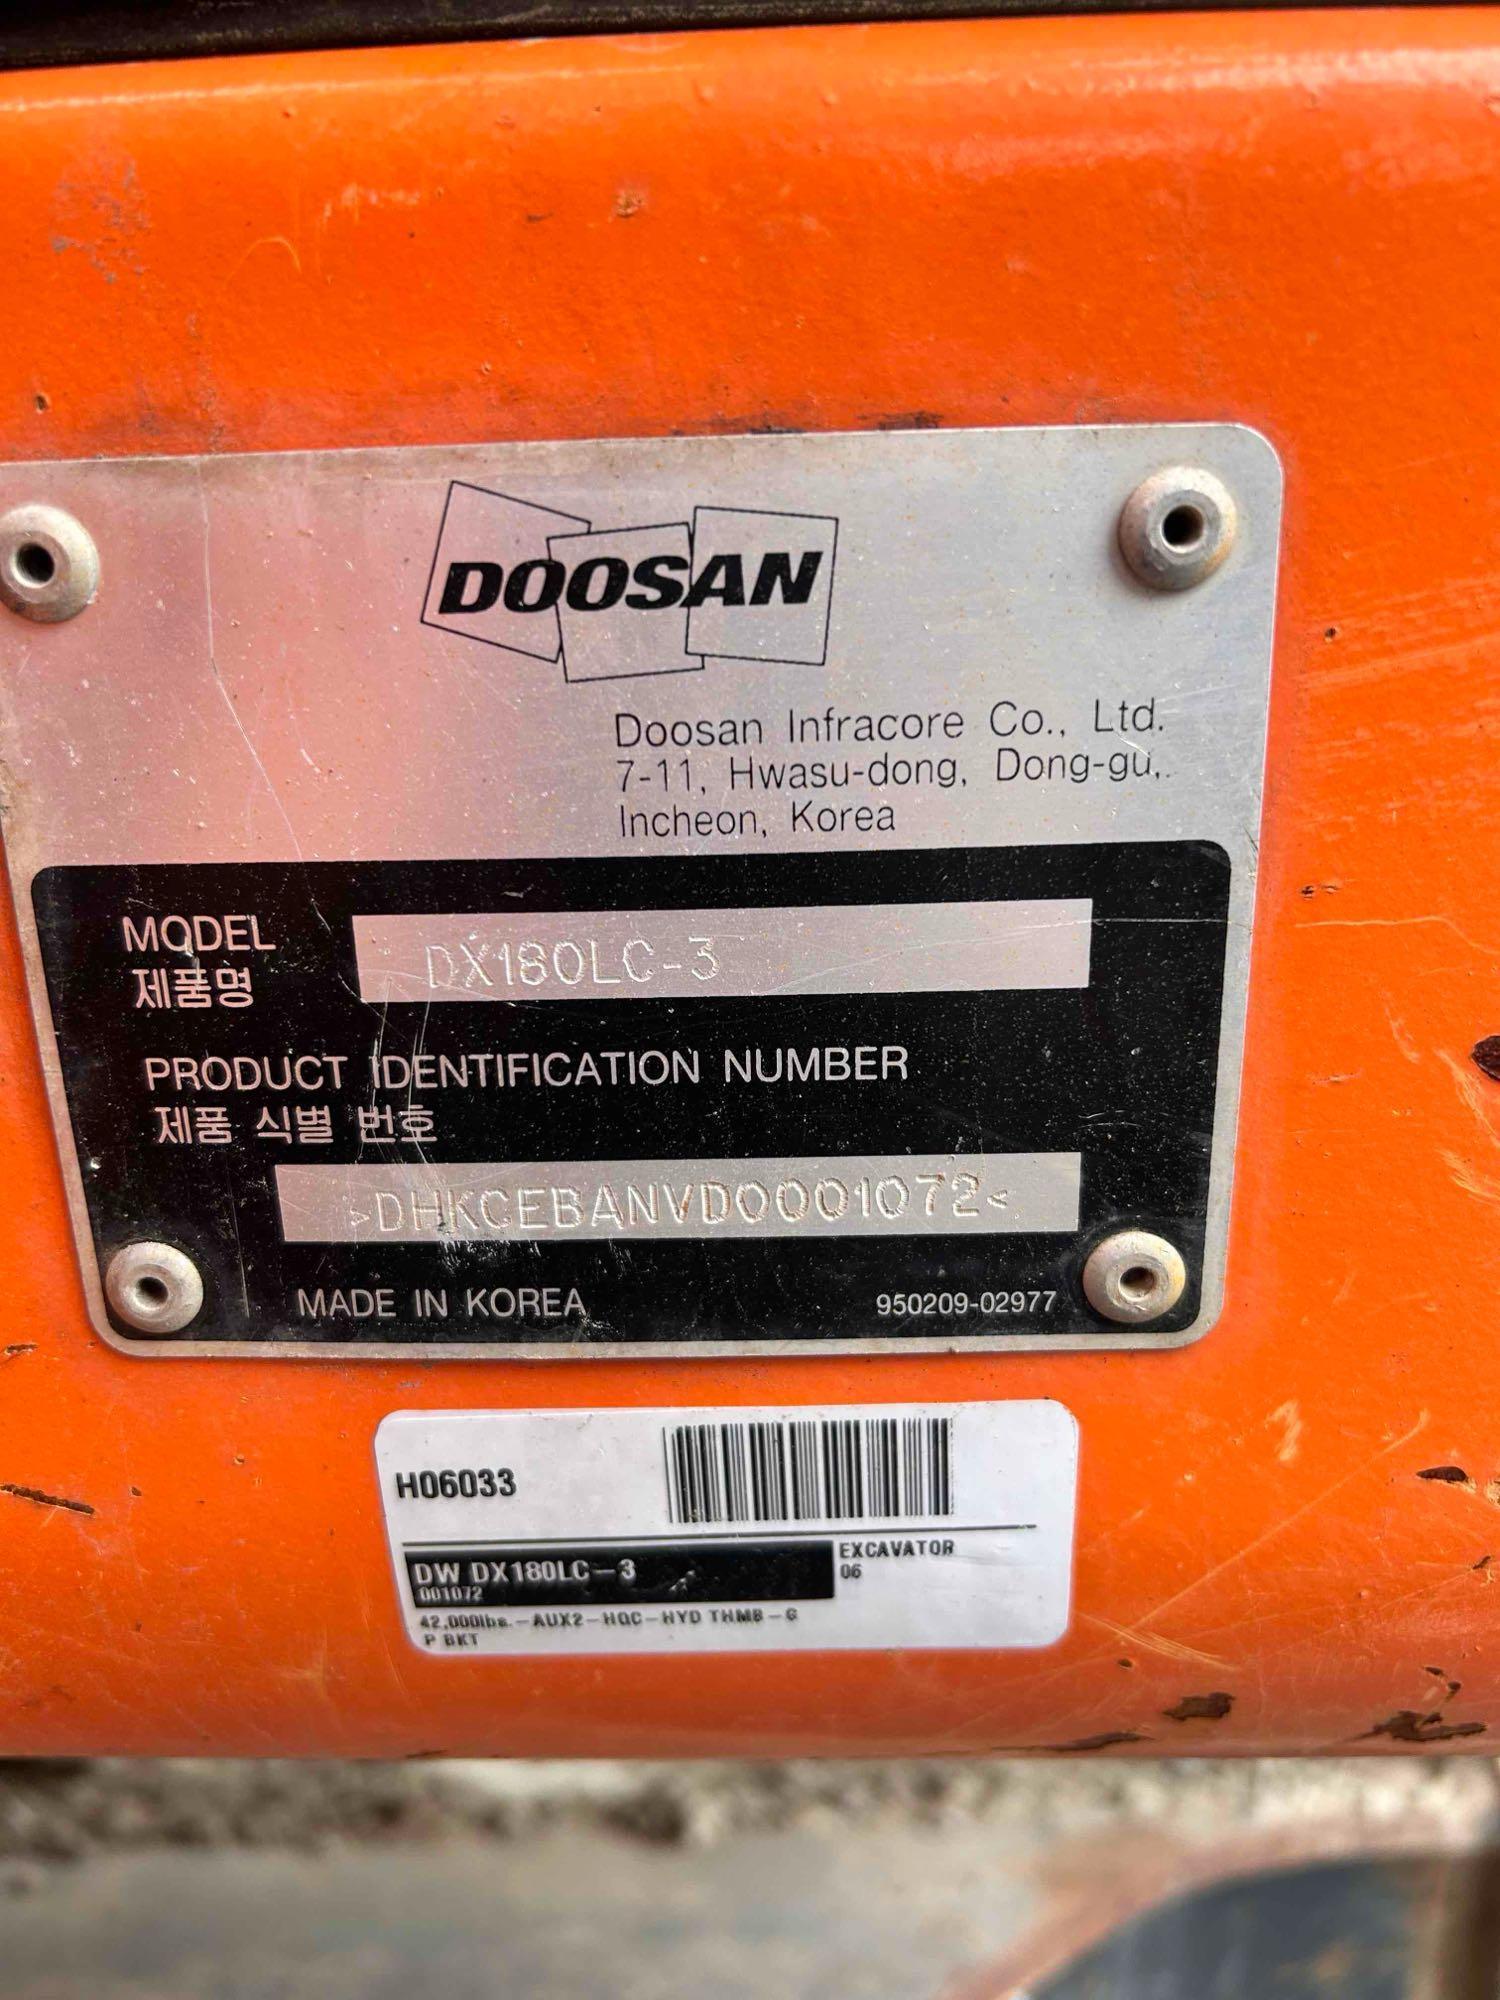 DOOSAN
Doosan Infracore Co., Ltd.
7-11, Hwasu-dong, Dong-gu,
Incheon, Korea
MODEL
제품명
DX180LC-3
PRODUCT IDENTIFICATION NUMBER
제품 식별 번호
>DHKCEBANVD0001072<
MADE IN KOREA
950209-02977
H06033
DW DX180LC-3
001072
EXCAVATOR
06
42,000lbs.-AUX2-HQC-HYD THMB-G
P BKT